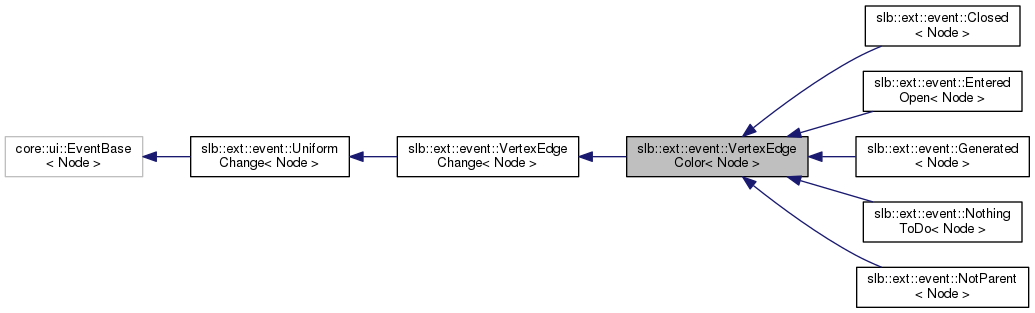 core::ui::EventBase
< Node >
slb::ext::event::Uniform
Change< Node >
slb::ext::event::VertexEdge
Change< Node >
slb::ext::event::VertexEdge
Color< Node >
slb::ext::event::Closed
< Node >
slb::ext::event::Entered
Open< Node >
slb::ext::event::Generated
< Node >
slb::ext::event::Nothing
ToDo< Node >
slb::ext::event::NotParent
< Node >